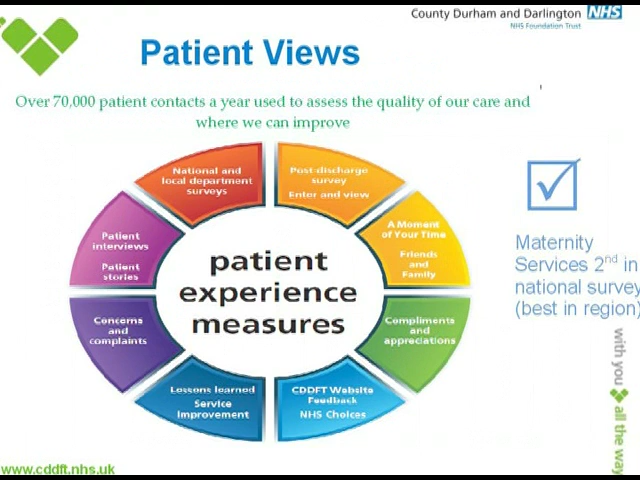 County Durham and Darlington NHS
NHS Foundation Trust
Patient Views
Over 70,000 patient contacts a year used to assess the quality of our care and
where we can improve
National and
local department
surveys
Post discharge
survey
Enter and view
A Moment
of Your Time
Friends
and
Family
Compliments
and
appreciations
CDDFT Website
Feedback
NHS Choices
Lessons learned
Service
Improvement
Concerns
and
complaints
Patient
interviews
Patient
stories
patient
experience
measures
Maternity
Services 2nd in
national survey
(best in region)
with you all the way
www.cddft.nhs.uk